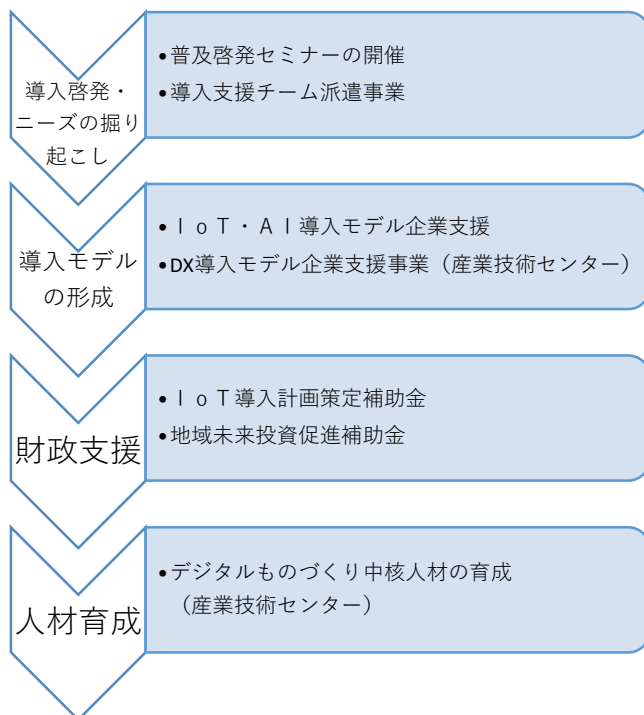 導入啓発・
ニーズの掘り
起こし
•普及啓発セミナーの開催
•導入支援チーム派遣事業
導入モデル
の形成
•ＩｏＴ・ＡＩ導入モデル企業支援
•DX導入モデル企業支援事業（産業技術センター）
財政支援
•ＩｏＴ導入計画策定補助金
•地域未来投資促進補助金
人材育成
•デジタルものづくり中核人材の育成
（産業技術センター）